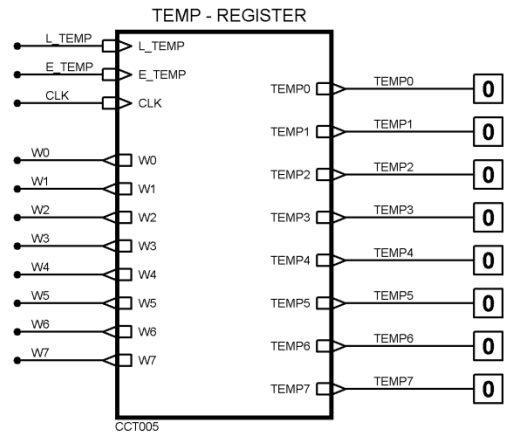 TEMP - REGISTER
L_TEMP L_TEMP
E_TEMP E_TEMP
CLK CLK
TEMP0 TEMP0 0
TEMP1 TEMP1 0
W0 W0
TEMP2 TEMP2 0
W1 W1
W2 W2
TEMP3 TEMP3 0
W3 W3
TEMP4 TEMP4 0
W4 W4
W5 W5
TEMP5 TEMP5 0
W6 W6
TEMP6 TEMP6 0
W7 W7
TEMP7 TEMP7 0
CCT005